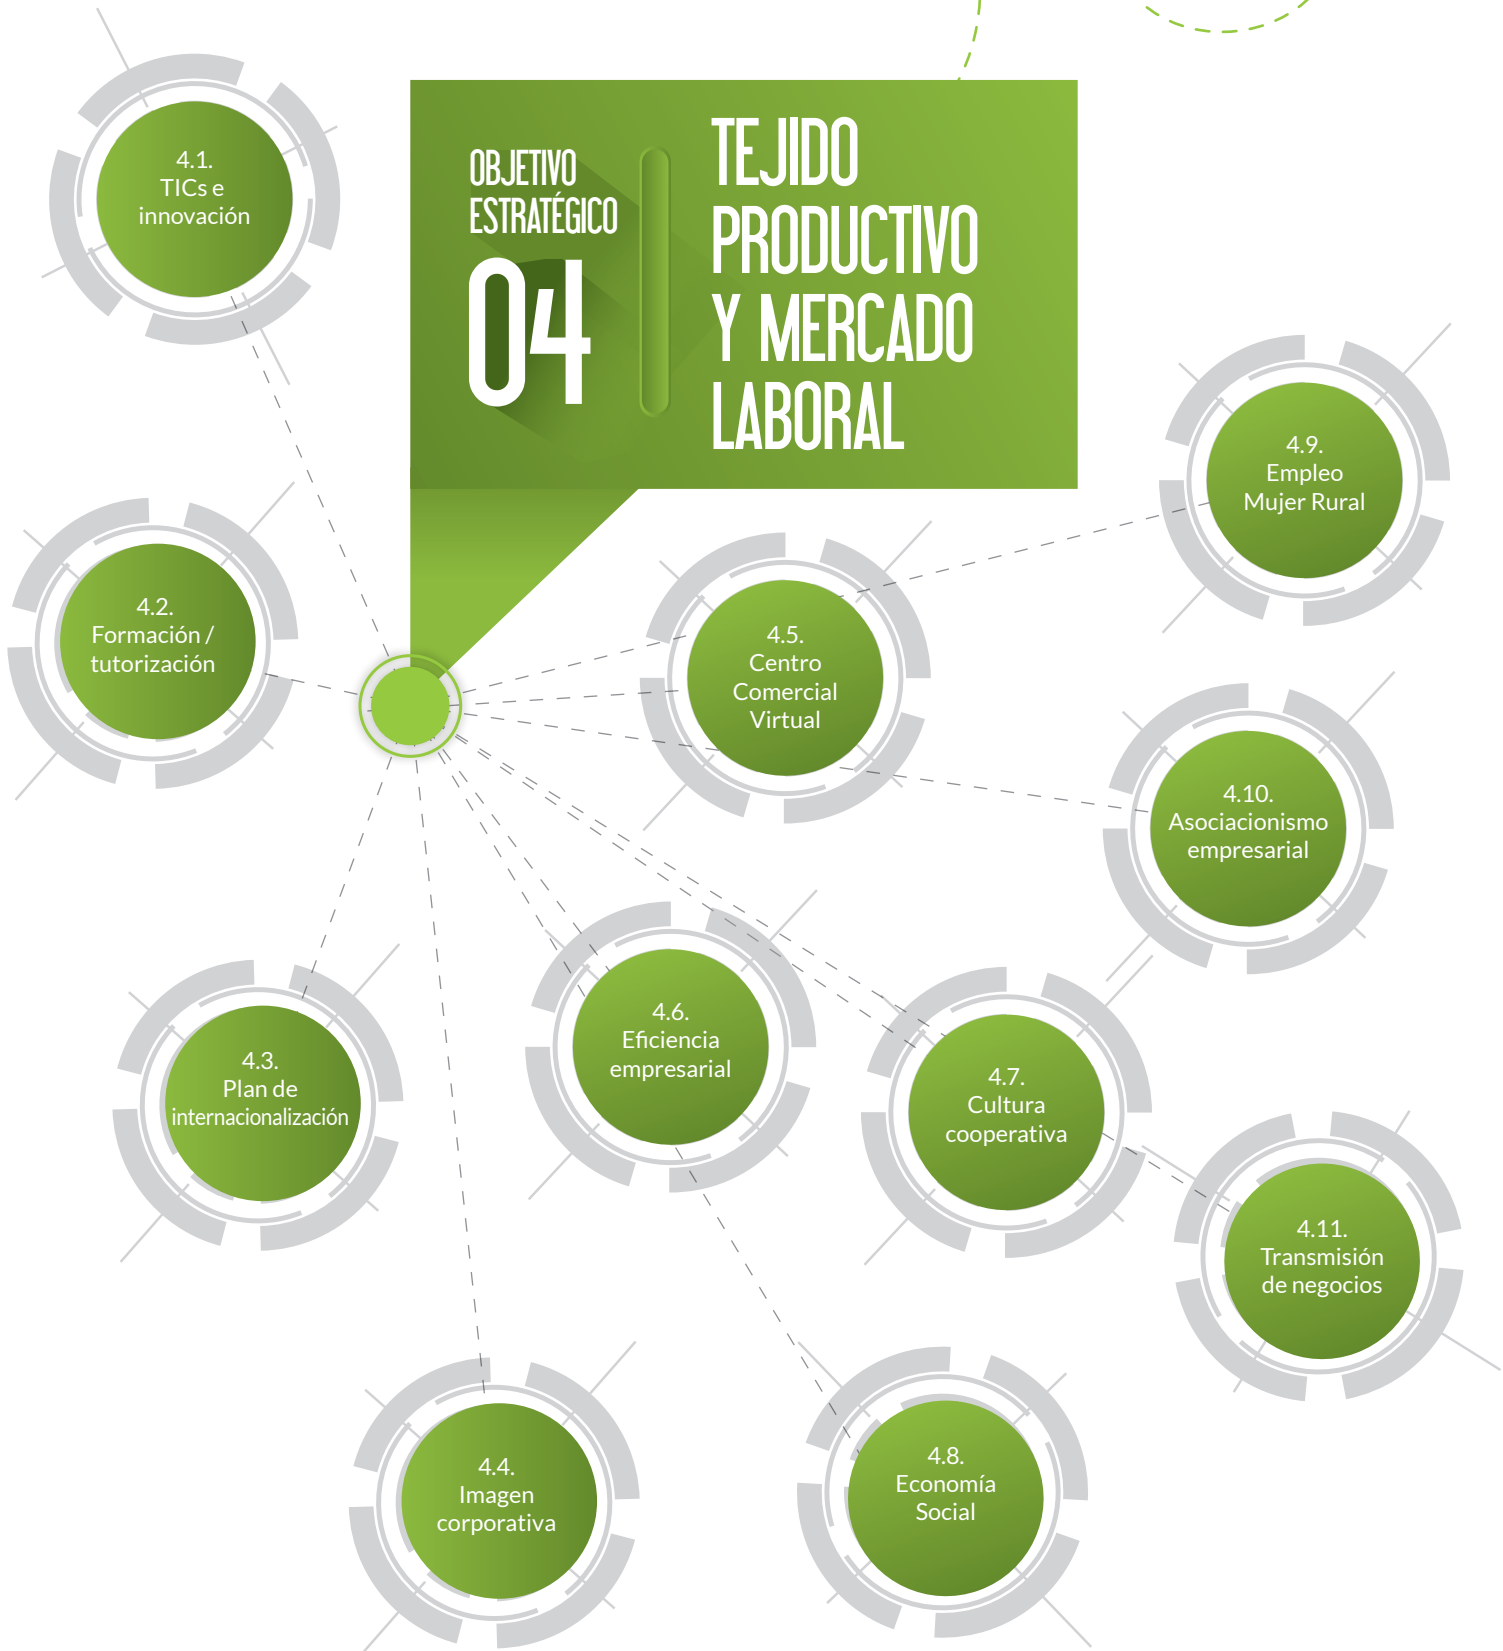 OBJETIVO
ESTRATÉGICO
04
TEJIDO
PRODUCTIVO
Y MERCADO
LABORAL
4.1.
TICs e
innovación
4.2.
Formación /
tutorización
4.3.
Plan de
internacionalización
4.4.
Imagen
corporativa
4.5.
Centro
Comercial
Virtual
4.6.
Eficiencia
empresarial
4.7.
Cultura
cooperativa
4.8.
Economía
Social
4.9.
Empleo
Mujer Rural
4.10.
Asociacionismo
empresarial
4.11.
Transmisión
de negocios